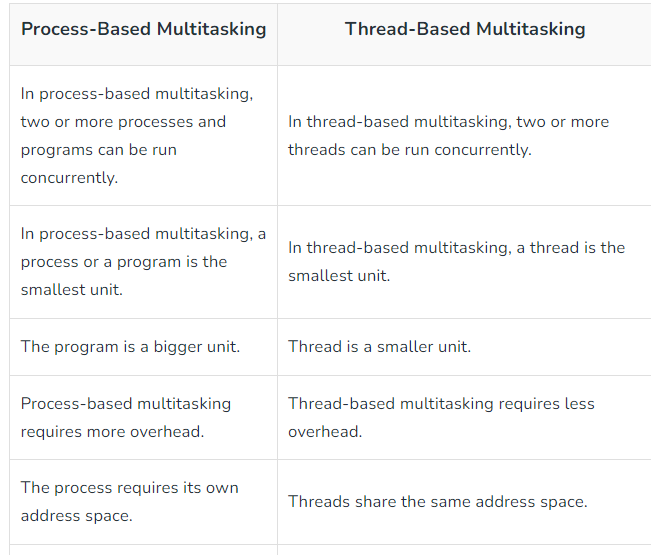 Process-Based Multitasking
Thread-Based Multitasking
In process-based multitasking,
two or more processes and
programs can be run
concurrently.
In thread-based multitasking, two or more
threads can be run concurrently.
In process-based multitasking, a
process or a program is the
smallest unit.
In thread-based multitasking, a thread is the
smallest unit.
The program is a bigger unit.
Thread is a smaller unit.
Process-based multitasking
requires more overhead.
Thread-based multitasking requires less
overhead.
The process requires its own
address space.
Threads share the same address space.